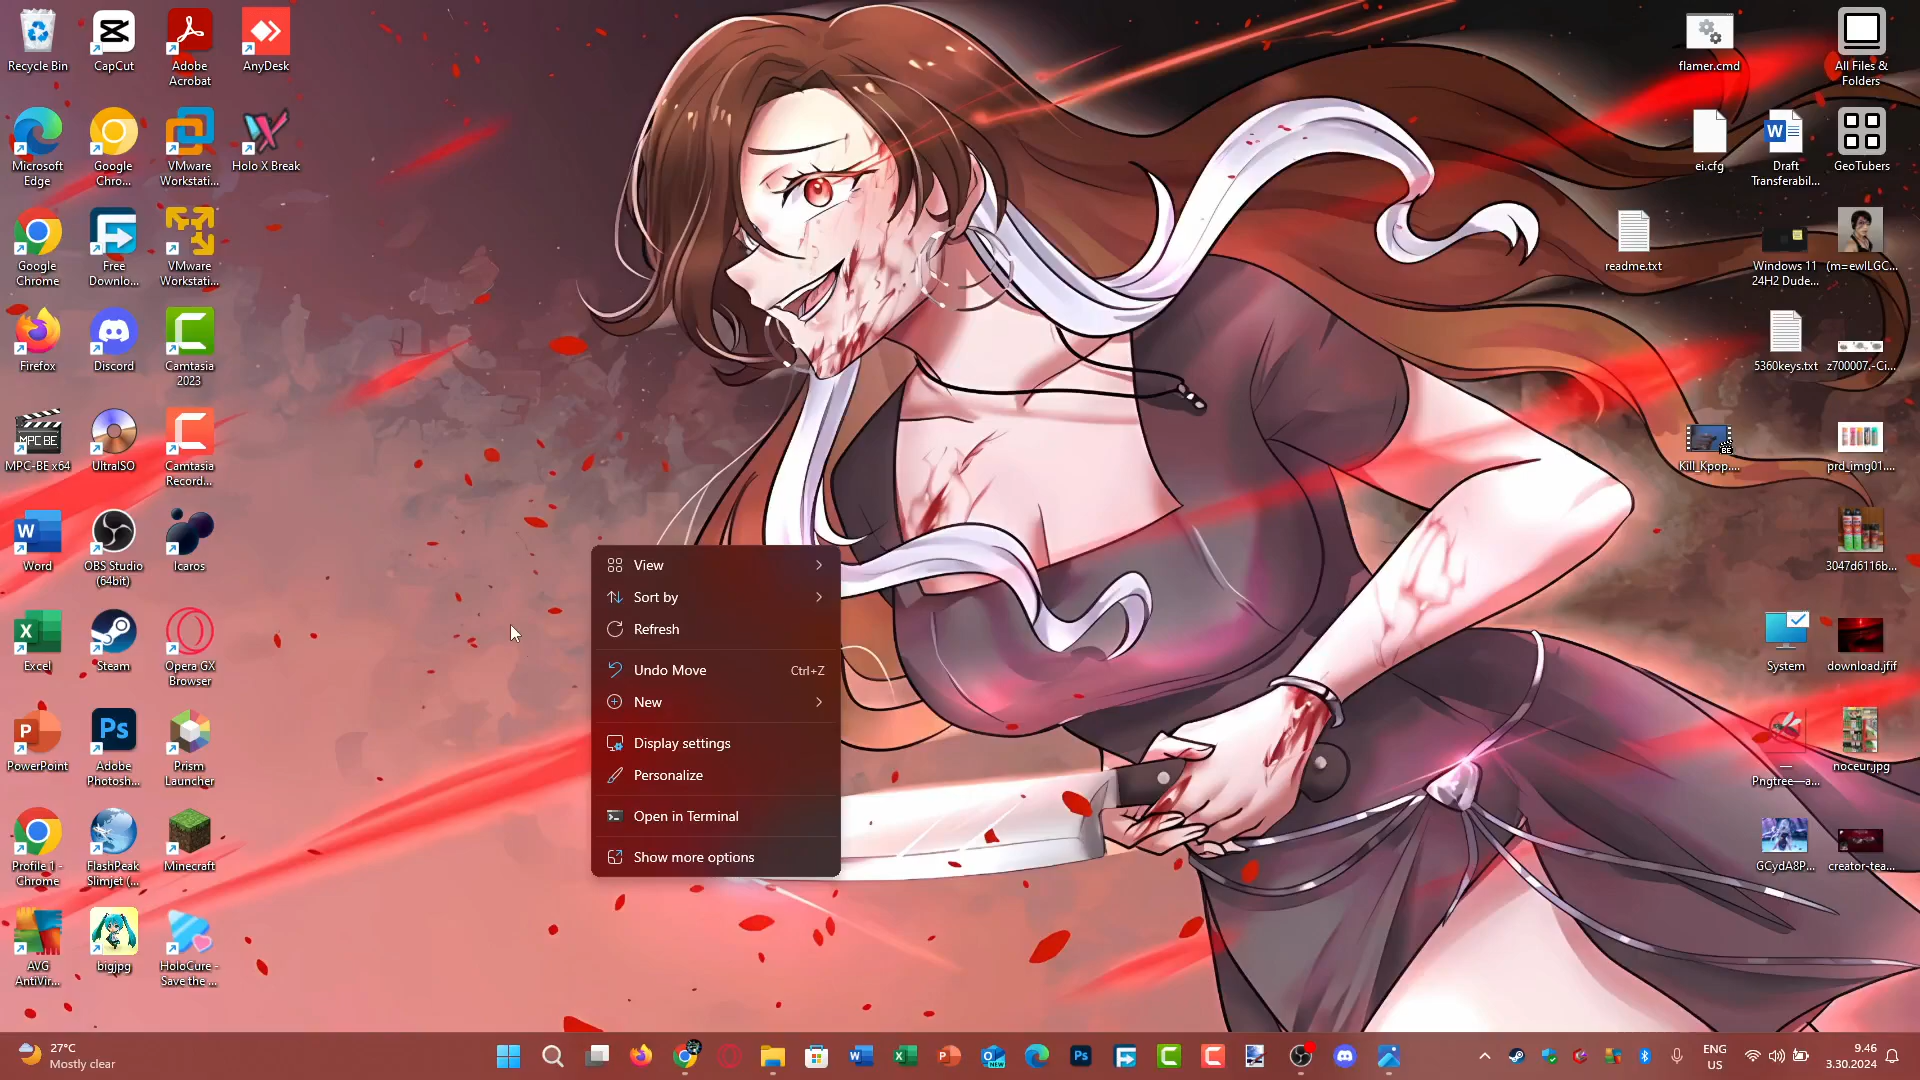 Recycle Bin
CapCut
Adobe
Acrobat
AnyDesk
Microsoft
Edge
Google
Chro...
VMware
Workstati...
Holo X Break
Google
Chrome
Free
Downlo...
VMware
Workstati...
Firefox
Discord
Camtasia
2023
MPC BE
MPC-BE x64
UltraISO
Camtasia
Record...
Word
OBS Studio
(64bit)
Icaros
Excel
Steam
Opera GX
Browser
PowerPoint
Adobe
Photosh...
Prism
Launcher
Profile 1 -
Chrome
FlashPeak
Slimjet (...
Minecraft
AVG
AntiVir...
bigjpg
HoloCure -
Save the ...
View
Sort by
Refresh
Undo Move Ctrl+Z
New
Display settings
Personalize
Open in Terminal
Show more options
flamer.cmd
All Files &
Folders
ei.cfg
Draft
Transferabil...
GeoTubers
readme.txt
Windows 11
24H2 Dude...
(m=ewILGC...
5360keys.txt
z700007.-Ci...
Kill_Kpop....
prd_img01....
3047d6116b...
System
download.jfif
—
Pngtree—a...
noceur.jpg
GCydA8P...
creator-tea...
27°C
Mostly clear
ENG
US
9.46
3.30.2024